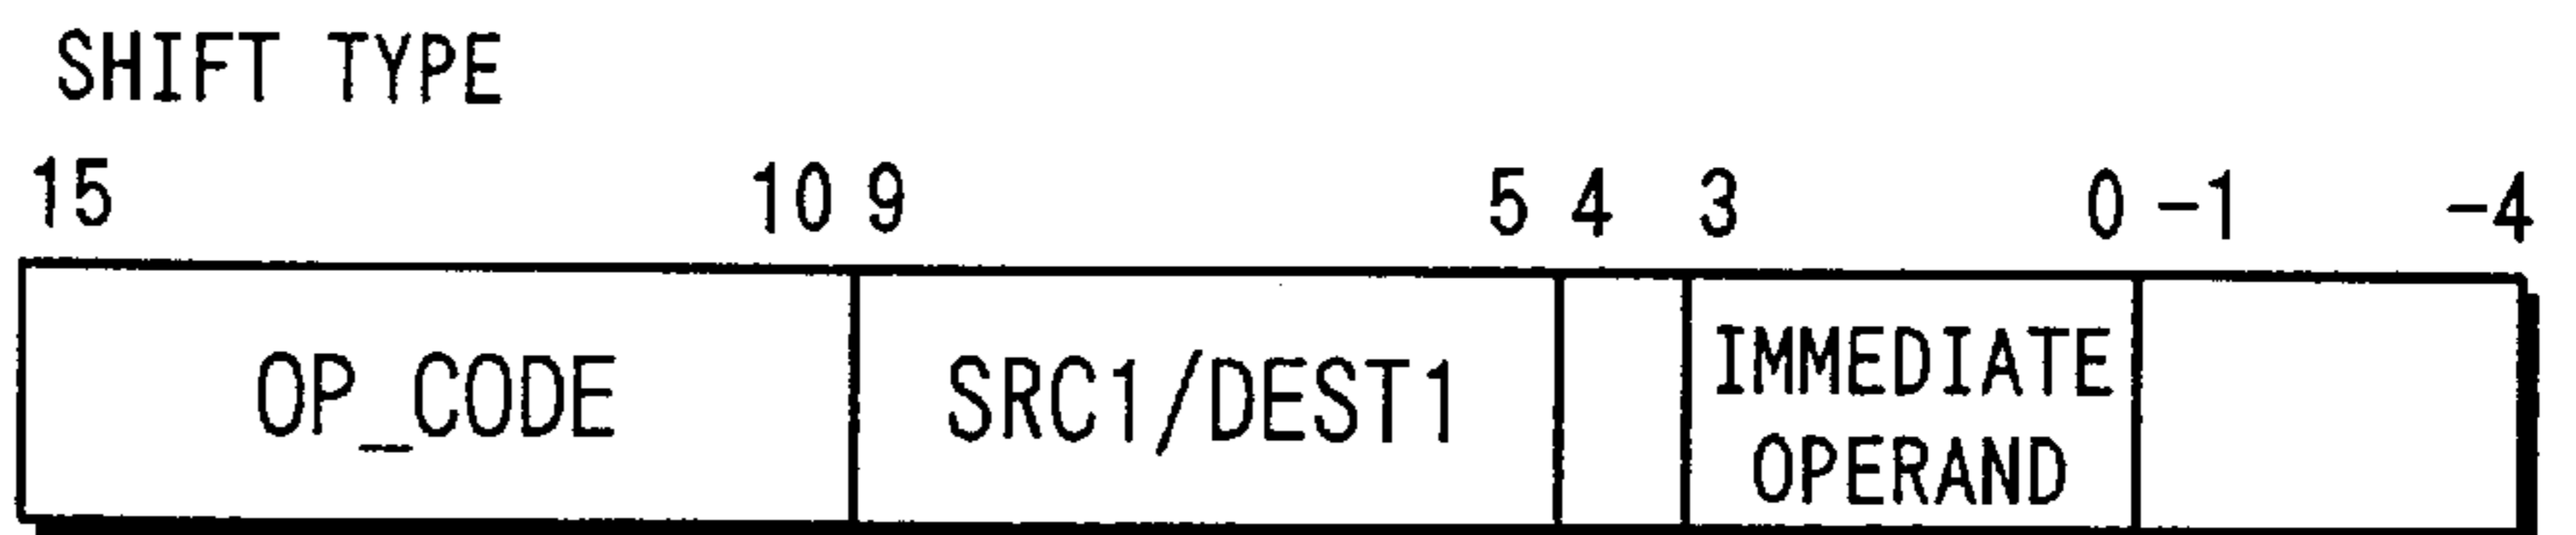 SHIFT TYPE
15 10 9 5 4 3 0 -1 -4
OP_CODE SRC1/DEST1 IMMEDIATE
OPERAND